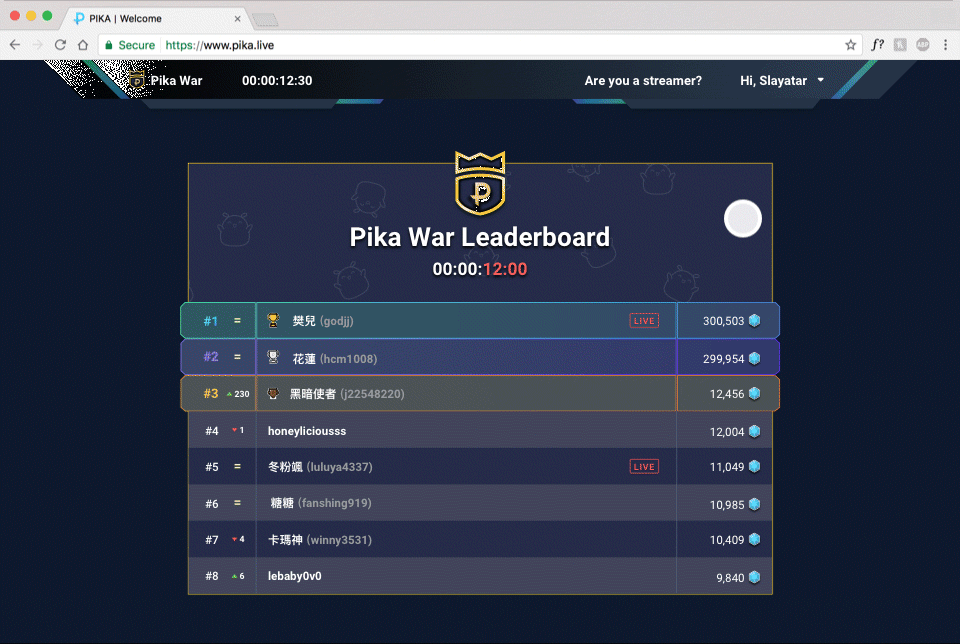 PIKA | Welcome
Secure https://www.pika.live
Pika War 00:00:12:30 Are you a streamer? Hi, Slayatar
Pika War Leaderboard
00:00:12:00
#1 = 樊兒 (godjj) LIVE 300,503
#2 = 花蓮 (hcm1008) 299,954
#3 230 黑暗使者 (j22548220) 12,456
#4 1 honeyliciousss 12,004
#5 = 冬粉颯 (luluya4337) LIVE 11,049
#6 = 糖糖 (fanshing919) 10,985
#7 4 卡瑪神 (winny3531) 10,409
#8 6 lebaby0v0 9,840